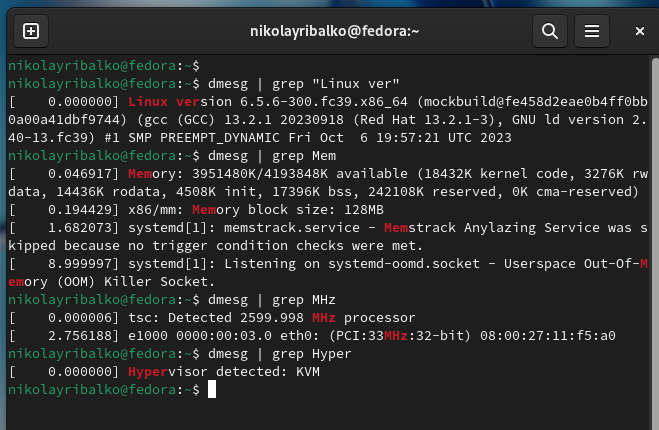 nikolayribalko@fedora:~
nikolayribalko@fedora:~$
nikolayribalko@fedora:~$ dmesg | grep "Linux ver"
[    0.000000] Linux version 6.5.6-300.fc39.x86_64 (mockbuild@fe458d2eae0b4ff0bb
0a00a41dbf9744) (gcc (GCC) 13.2.1 20230918 (Red Hat 13.2.1-3), GNU ld version 2.
40-13.fc39) #1 SMP PREEMPT_DYNAMIC Fri Oct  6 19:57:21 UTC 2023
nikolayribalko@fedora:~$ dmesg | grep Mem
[    0.046917] Memory: 3951480K/4193848K available (18432K kernel code, 3276K rw
data, 14436K rodata, 4508K init, 17396K bss, 242108K reserved, 0K cma-reserved)
[    0.194429] x86/mm: Memory block size: 128MB
[    1.682073] systemd[1]: memstrack.service - Memstrack Anylazing Service was s
kipped because no trigger condition checks were met.
[    8.999997] systemd[1]: Listening on systemd-oomd.socket - Userspace Out-Of-M
emory (OOM) Killer Socket.
nikolayribalko@fedora:~$ dmesg | grep MHz
[    0.000006] tsc: Detected 2599.998 MHz processor
[    2.756188] e1000 0000:00:03.0 eth0: (PCI:33MHz:32-bit) 08:00:27:11:f5:a0
nikolayribalko@fedora:~$ dmesg | grep Hyper
[    0.000000] Hypervisor detected: KVM
nikolayribalko@fedora:~$